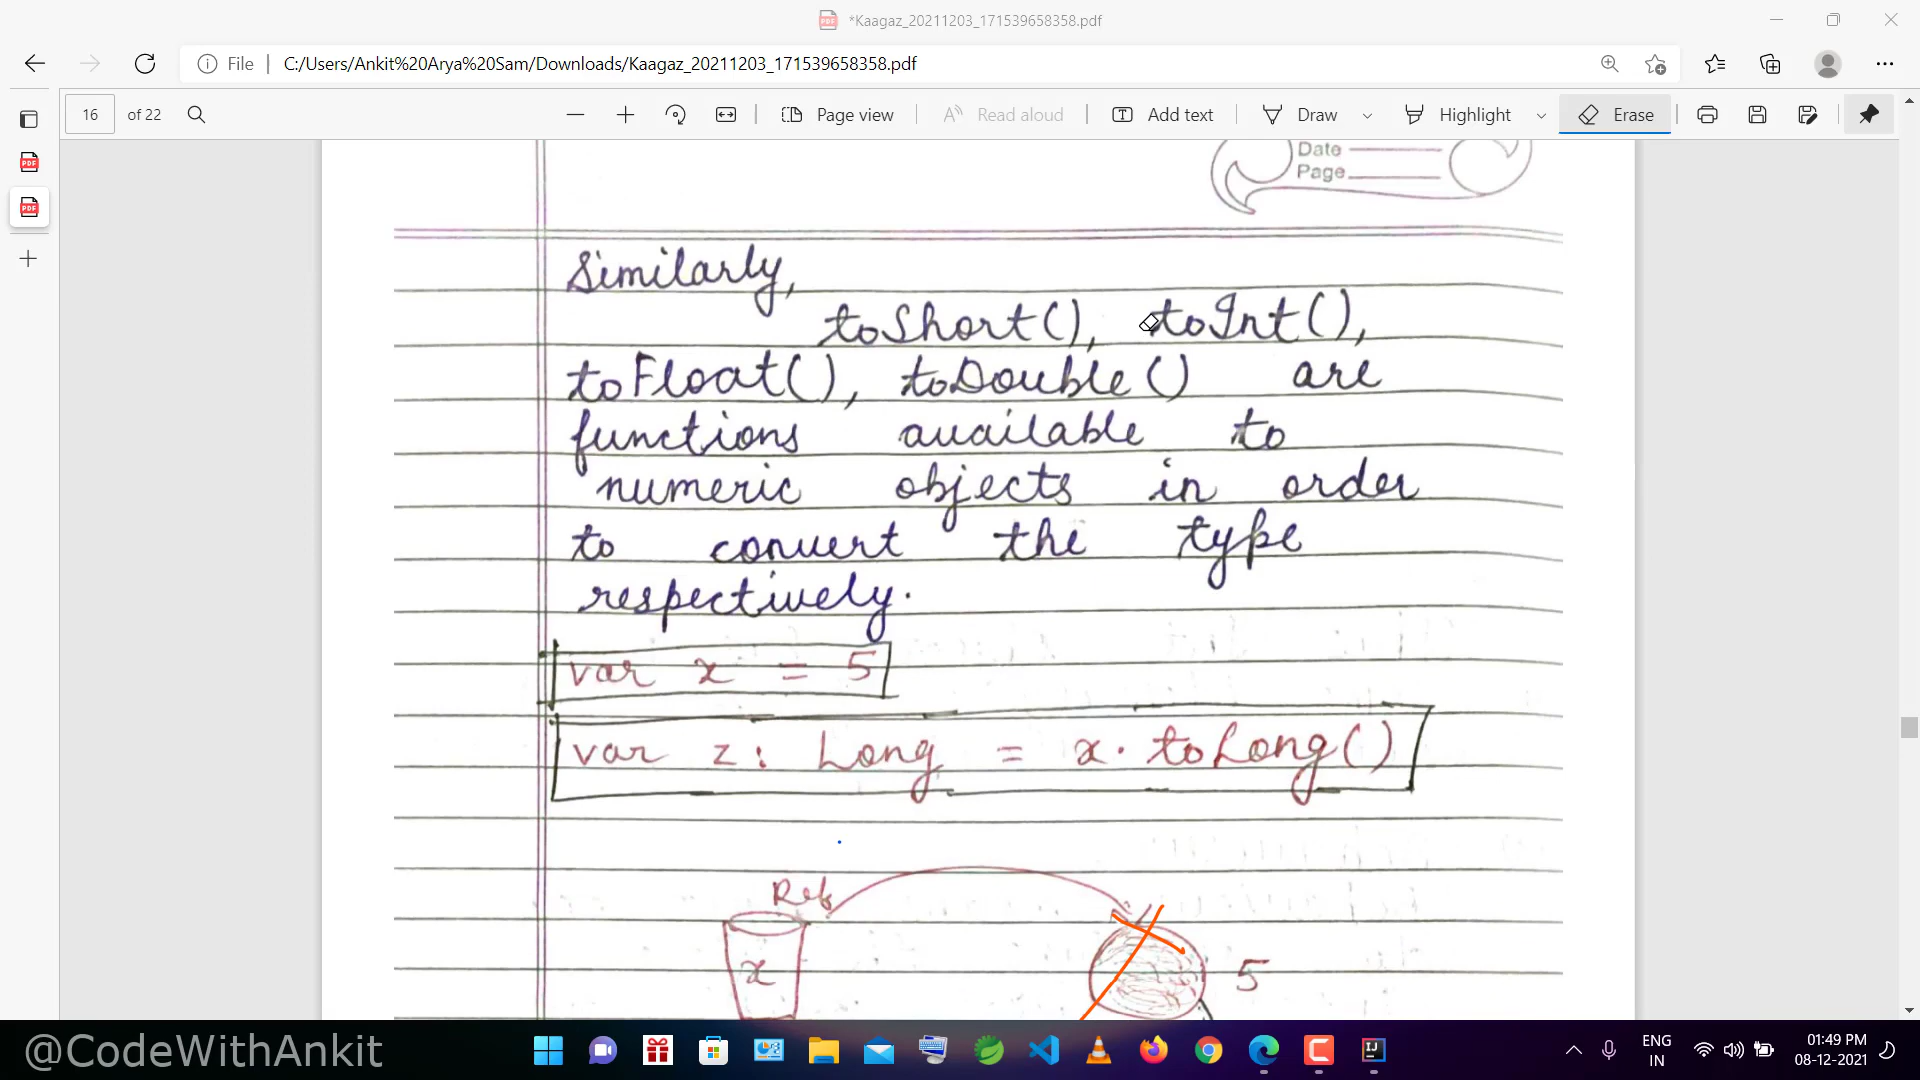 *Kaagaz_20211203_171539658358.pdf
File C:/Users/Ankit%20Arya%20Sam/Downloads/Kaagaz_20211203_171539658358.pdf
16 of 22 Page view Read aloud Add text Draw Highlight Erase
Date
Page
Similarly,
toShort(), toInt(),
toFloat(), toDouble() are
functions available to
numeric objects in order
to convert the type
respectively.
var x = 5
var z: Long = x.toLong()
Ref
x
5
@CodeWithAnkit
ENG
IN
01:49 PM
08-12-2021